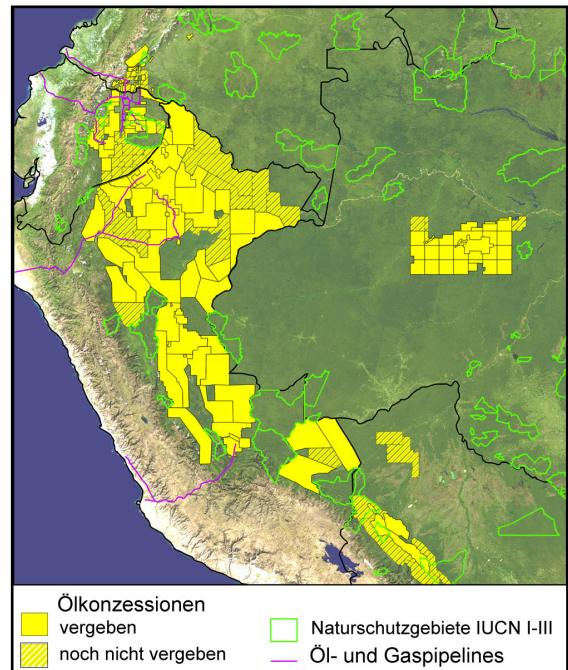 Ölkonzessionen
vergeben
noch nicht vergeben
Naturschutzgebiete IUCN I-III
Öl- und Gaspipelines